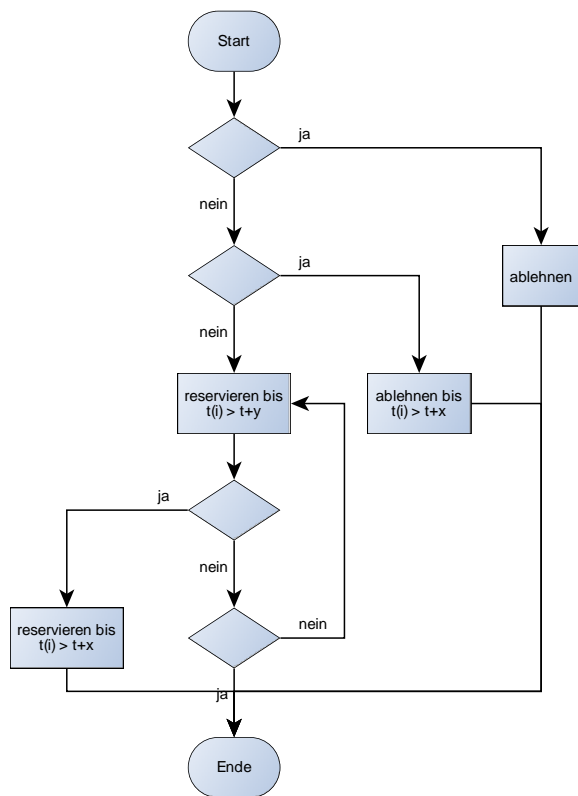 Start
ja
nein
ja
ablehnen
nein
reservieren bis
t(i) > t+y
ablehnen bis
t(i) > t+x
ja
nein
reservieren bis
t(i) > t+x
nein
ja
Ende